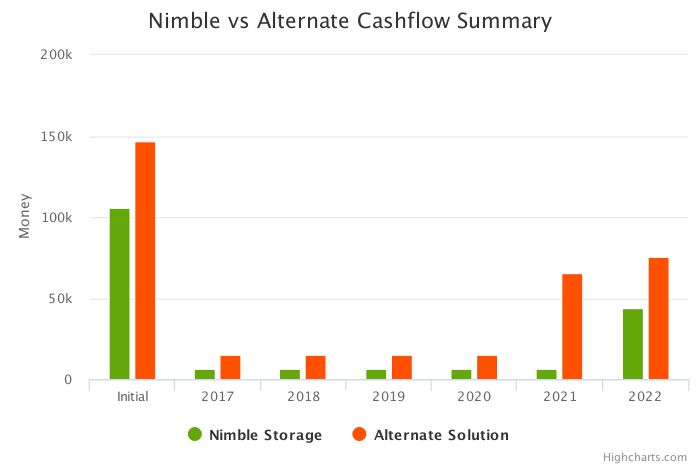 Nimble vs Alternate Cashflow Summary
200k
150k
100k
50k
0
Money
Initial 2017 2018 2019 2020 2021 2022
Nimble Storage Alternate Solution
Highcharts.com